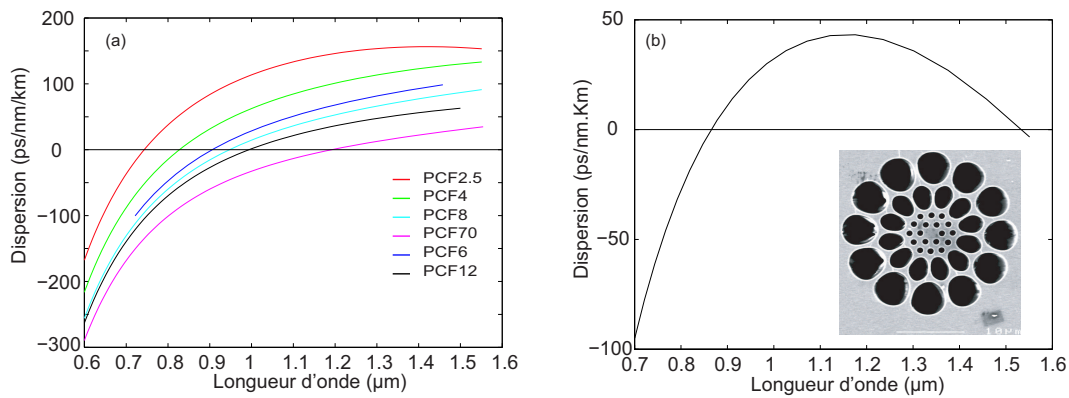 (a)
Dispersion (ps/nm/km)
200
100
0
−100
−200
−300
0.6 0.7 0.8 0.9 1.0 1.1 1.2 1.3 1.4 1.5 1.6
Longueur d'onde (µm)
PCF2.5
PCF4
PCF8
PCF70
PCF6
PCF12
(b)
Dispersion (ps/nm.Km)
50
0
−50
−100
0.7 0.8 0.9 1 1.1 1.2 1.3 1.4 1.5 1.6
Longueur d'onde (µm)
10µm